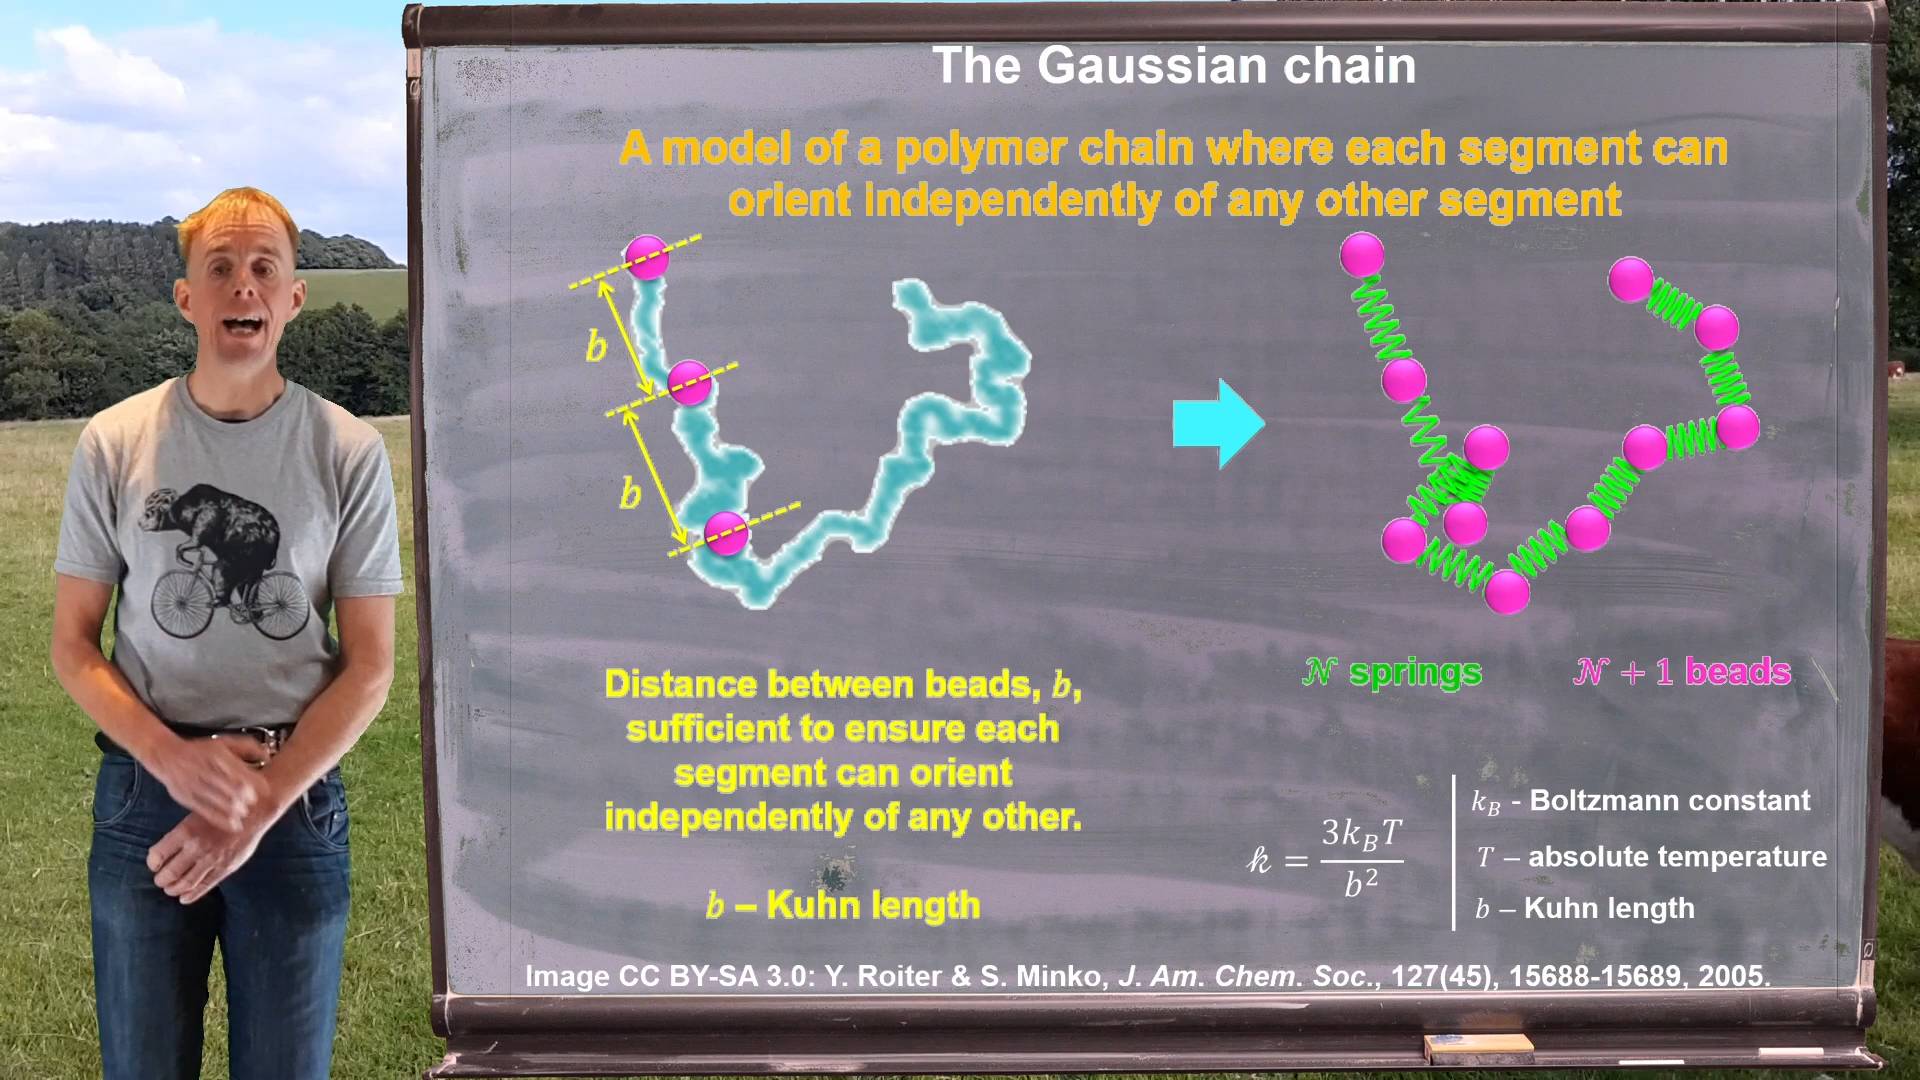 The Gaussian chain
A model of a polymer chain where each segment can
orient independently of any other segment
b
b
𝒩 springs
𝒩 + 1 beads
Distance between beads, b,
sufficient to ensure each
segment can orient
independently of any other.
b – Kuhn length
𝓀 = 3k_BT / b²
k_B - Boltzmann constant
T – absolute temperature
b – Kuhn length
Image CC BY-SA 3.0: Y. Roiter & S. Minko, J. Am. Chem. Soc., 127(45), 15688-15689, 2005.